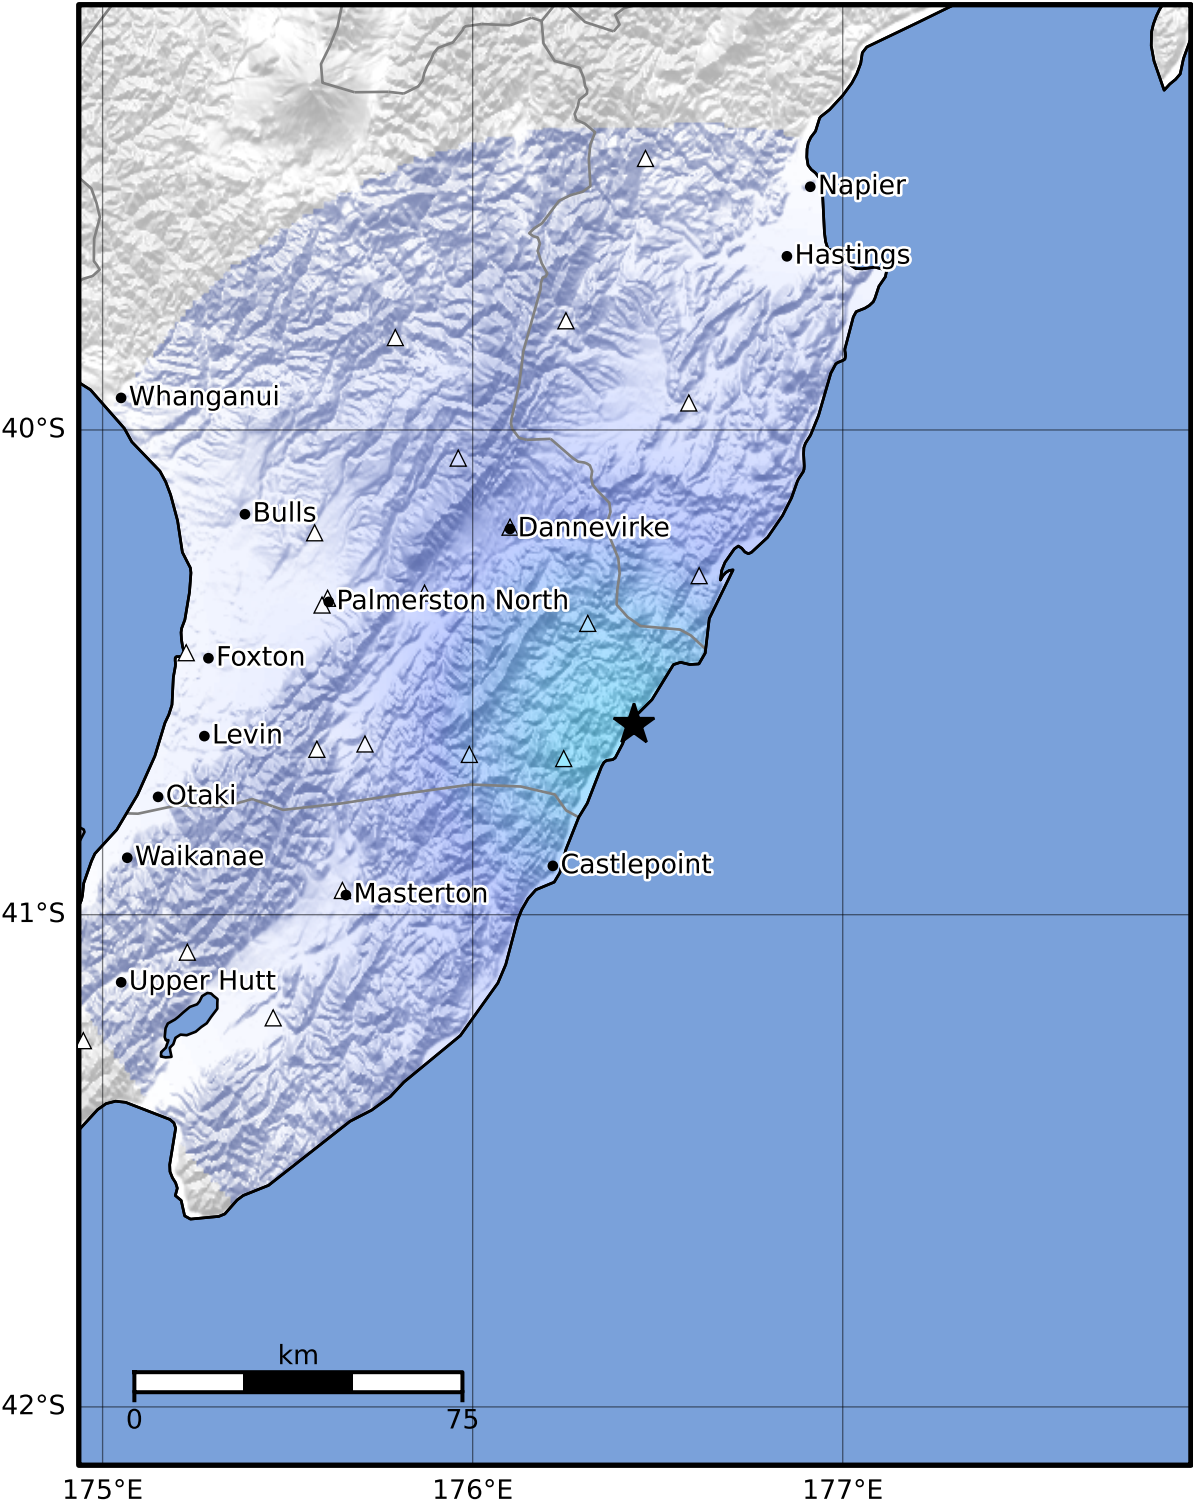 Napier
Hastings
Whanganui
40°S
Bulls
Dannevirke
Palmerston North
Foxton
Levin
Otaki
Waikanae
Castlepoint
Masterton
41°S
Upper Hutt
km
0
75
42°S
175°E
176°E
177°E